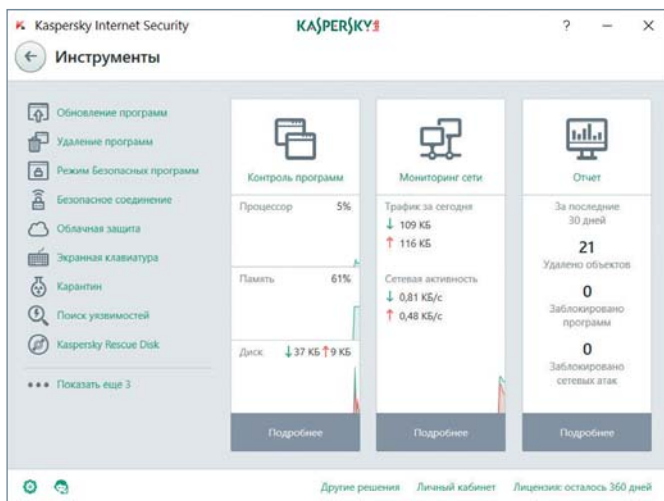 Kaspersky Internet Security
KASPERSKY
?
Инструменты
Обновление программ
Удаление программ
Режим Безопасных программ
Безопасное соединение
Облачная защита
Экранная клавиатура
Карантин
Поиск уязвимостей
Kaspersky Rescue Disk
Показать еще 3
Контроль программ
Процессор 5%
Память 61%
Диск ↓37 КБ ↑9 КБ
Подробнее
Мониторинг сети
Трафик за сегодня
↓ 109 КБ
↑ 116 КБ
Сетевая активность
↓ 0,81 КБ/с
↑ 0,48 КБ/с
Подробнее
Отчет
За последние
30 дней
21
Удалено объектов
0
Заблокировано
программ
0
Заблокировано
сетевых атак
Подробнее
Другие решения Личный кабинет Лицензия: осталось 360 дней